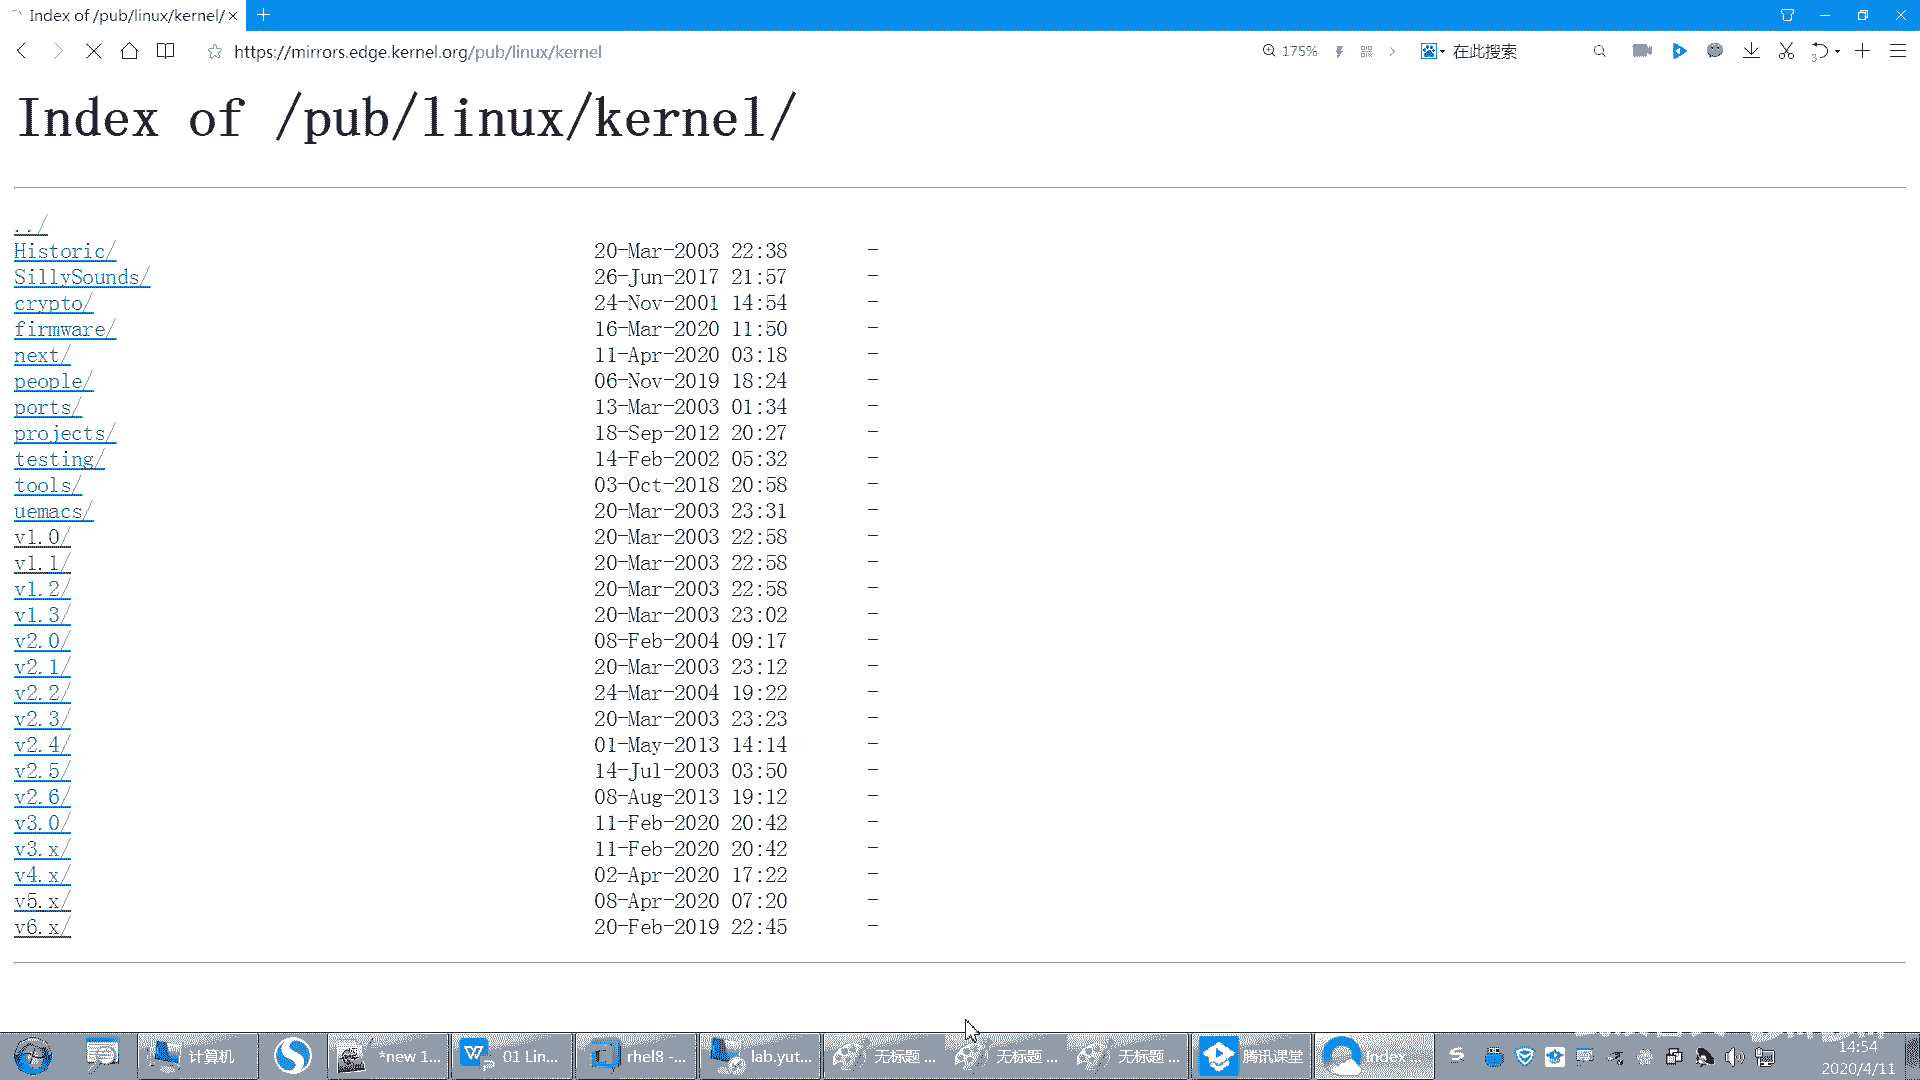 Index of /pub/linux/kernel/
https://mirrors.edge.kernel.org/pub/linux/kernel
175%
在此搜索
3
Index of /pub/linux/kernel/
../
Historic/ 20-Mar-2003 22:38 -
SillySounds/ 26-Jun-2017 21:57 -
crypto/ 24-Nov-2001 14:54 -
firmware/ 16-Mar-2020 11:50 -
next/ 11-Apr-2020 03:18 -
people/ 06-Nov-2019 18:24 -
ports/ 13-Mar-2003 01:34 -
projects/ 18-Sep-2012 20:27 -
testing/ 14-Feb-2002 05:32 -
tools/ 03-Oct-2018 20:58 -
uemacs/ 20-Mar-2003 23:31 -
v1.0/ 20-Mar-2003 22:58 -
v1.1/ 20-Mar-2003 22:58 -
v1.2/ 20-Mar-2003 22:58 -
v1.3/ 20-Mar-2003 23:02 -
v2.0/ 08-Feb-2004 09:17 -
v2.1/ 20-Mar-2003 23:12 -
v2.2/ 24-Mar-2004 19:22 -
v2.3/ 20-Mar-2003 23:23 -
v2.4/ 01-May-2013 14:14 -
v2.5/ 14-Jul-2003 03:50 -
v2.6/ 08-Aug-2013 19:12 -
v3.0/ 11-Feb-2020 20:42 -
v3.x/ 11-Feb-2020 20:42 -
v4.x/ 02-Apr-2020 17:22 -
v5.x/ 08-Apr-2020 07:20 -
v6.x/ 20-Feb-2019 22:45 -
计算机 *new 1... 01 Lin... rhel8 -... lab.yut... 无标题 ... 无标题 ... 无标题 ... 腾讯课堂 Index ...
14:54
2020/4/11